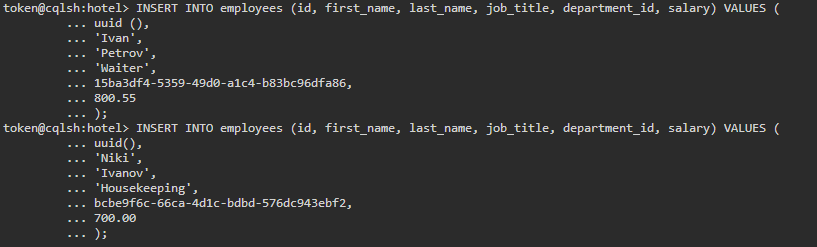 token@cqlsh:hotel> INSERT INTO employees (id, first_name, last_name, job_title, department_id, salary) VALUES (
... uuid (),
... 'Ivan',
... 'Petrov',
... 'Waiter',
... 15ba3df4-5359-49d0-a1c4-b83bc96dfa86,
... 800.55
... );
token@cqlsh:hotel> INSERT INTO employees (id, first_name, last_name, job_title, department_id, salary) VALUES (
... uuid(),
... 'Niki',
... 'Ivanov',
... 'Housekeeping',
... bcbe9f6c-66ca-4d1c-bdbd-576dc943ebf2,
... 700.00
... );